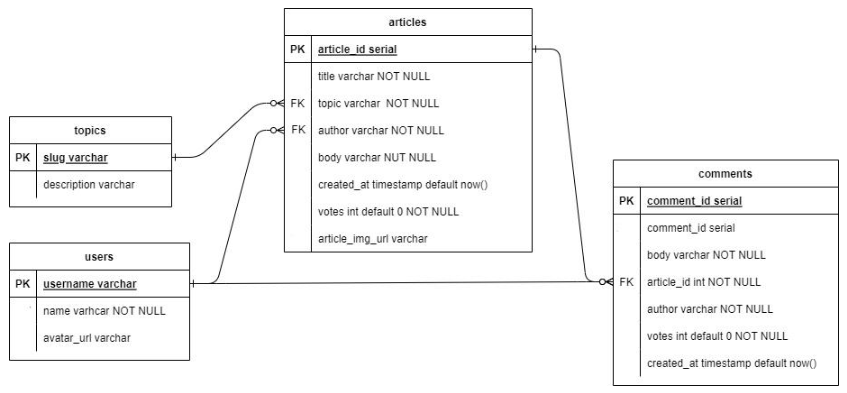 articles
PK article_id serial
title varchar NOT NULL
FK topic varchar NOT NULL
FK author varchar NOT NULL
body varchar NUT NULL
created_at timestamp default now()
votes int default 0 NOT NULL
article_img_url varchar
topics
PK slug varchar
description varchar
users
PK username varchar
name varhcar NOT NULL
avatar_url varchar
comments
PK comment_id serial
comment_id serial
body varchar NOT NULL
FK article_id int NOT NULL
author varchar NOT NULL
votes int default 0 NOT NULL
created_at timestamp default now()